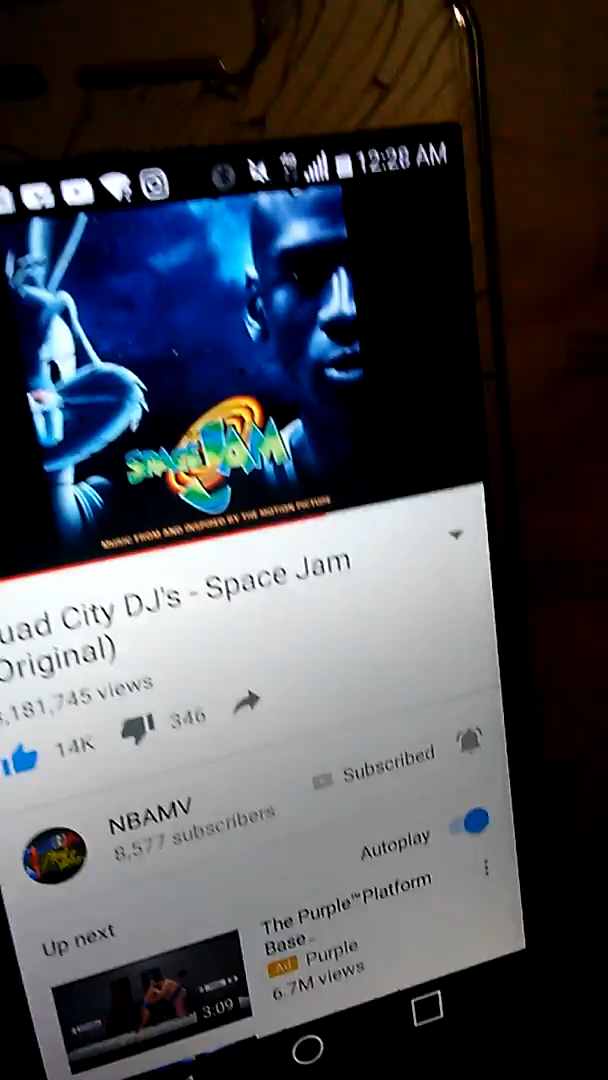 12:28 AM
SPACE JAM
MUSIC FROM AND INSPIRED BY THE MOTION PICTURE
uad City DJ's - Space Jam
Original)
,181,745 views
14K 346
NBAMV
8,577 subscribers
Subscribed
Autoplay
Up next
The Purple™ Platform
Base..
Ad Purple
6.7M views
3:09